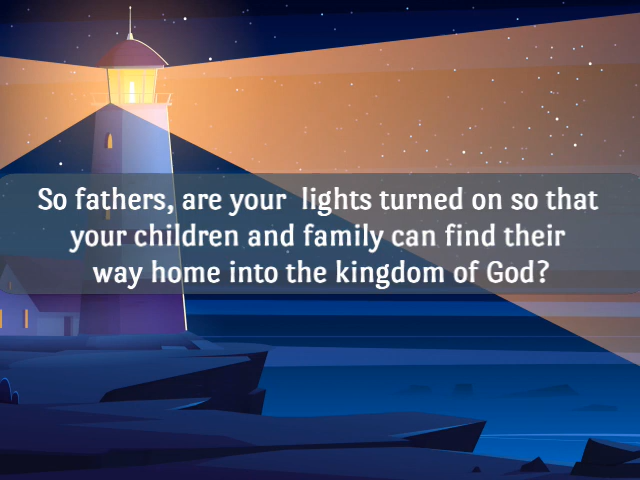 So fathers, are your  lights turned on so that
your children and family can find their
way home into the kingdom of God?